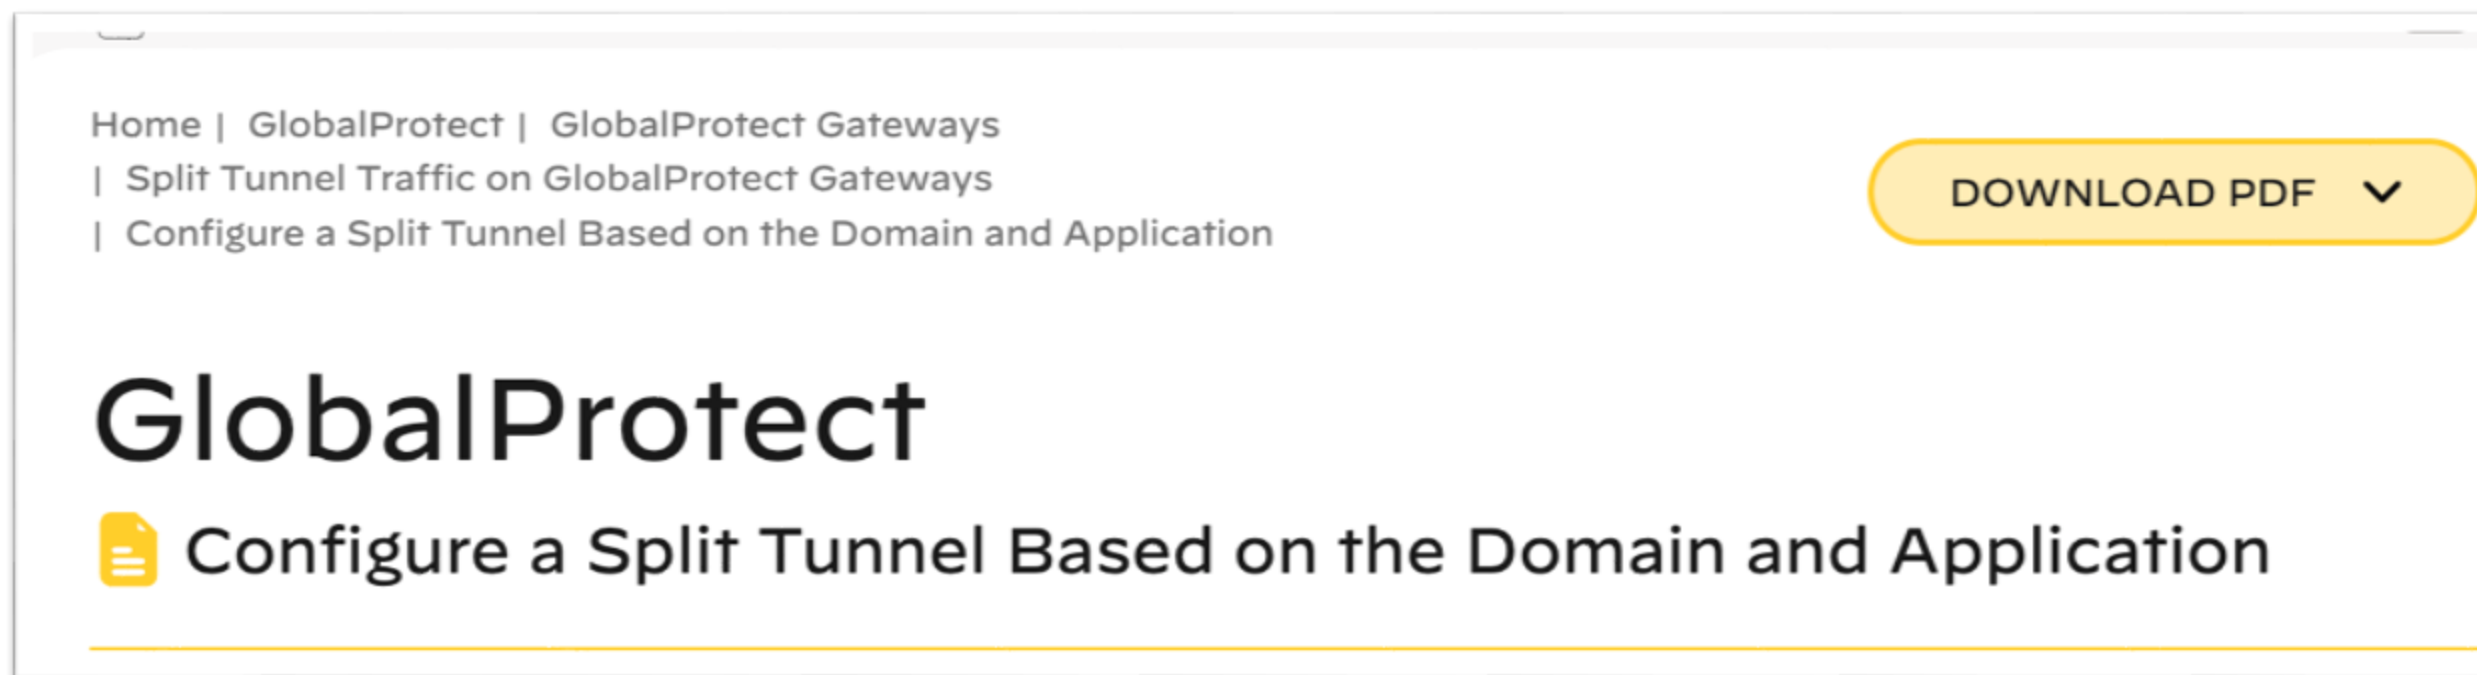 Home | GlobalProtect | GlobalProtect Gateways
| Split Tunnel Traffic on GlobalProtect Gateways
| Configure a Split Tunnel Based on the Domain and Application
DOWNLOAD PDF
GlobalProtect
Configure a Split Tunnel Based on the Domain and Application